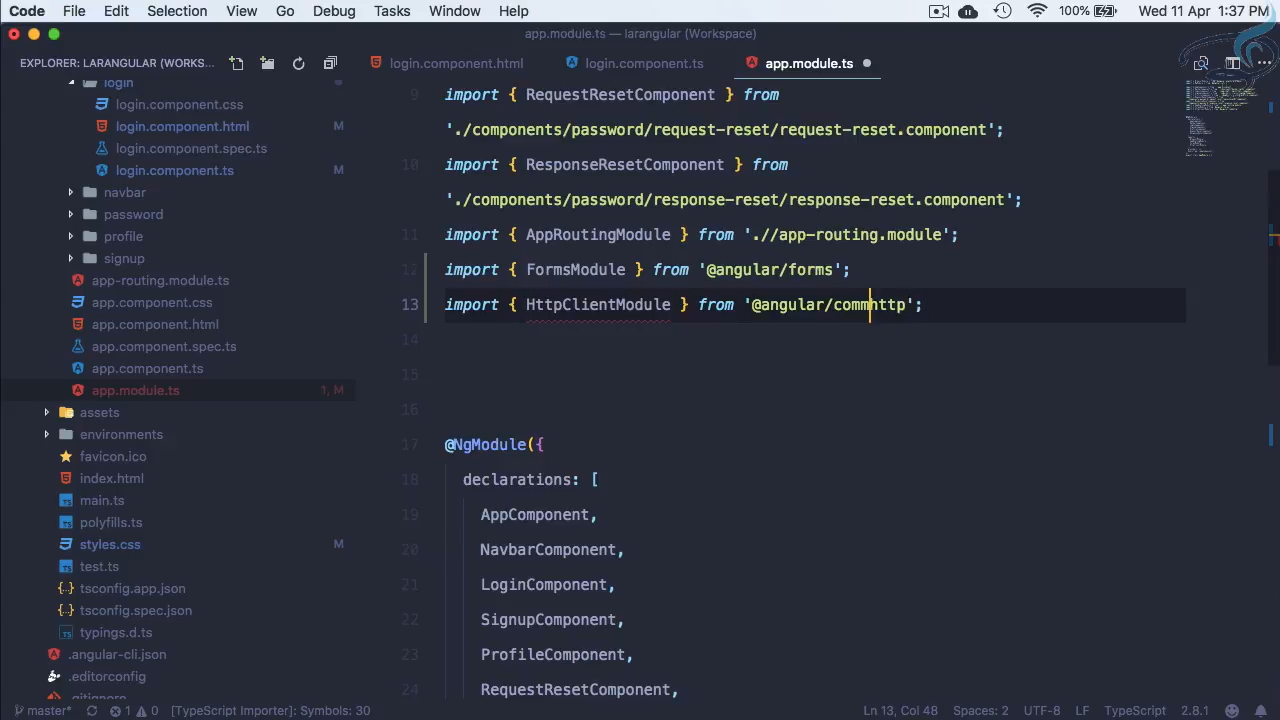 Code File Edit Selection View Go Debug Tasks Window Help 100% Wed 11 Apr 1:37 PM
app.module.ts — larangular (Workspace)
EXPLORER: LARANGULAR (WORKS...
login.component.html login.component.ts app.module.ts
login
login.component.css
login.component.html M
login.component.spec.ts
login.component.ts M
navbar
password
profile
signup
app-routing.module.ts
app.component.css
app.component.html
app.component.spec.ts
app.component.ts
app.module.ts 1, M
assets
environments
favicon.ico
index.html
main.ts
polyfills.ts
styles.css M
test.ts
tsconfig.app.json
tsconfig.spec.json
typings.d.ts
.angular-cli.json
.editorconfig
.gitignore
9 import { RequestResetComponent } from
'./components/password/request-reset/request-reset.component';
10 import { ResponseResetComponent } from
'./components/password/response-reset/response-reset.component';
11 import { AppRoutingModule } from './/app-routing.module';
12 import { FormsModule } from '@angular/forms';
13 import { HttpClientModule } from '@angular/commhttp';
14
15
16
17 @NgModule({
18 declarations: [
19 AppComponent,
20 NavbarComponent,
21 LoginComponent,
22 SignupComponent,
23 ProfileComponent,
24 RequestResetComponent,
master* 1 0 [TypeScript Importer]: Symbols: 30 Ln 13, Col 48 Spaces: 2 UTF-8 LF TypeScript 2.8.1